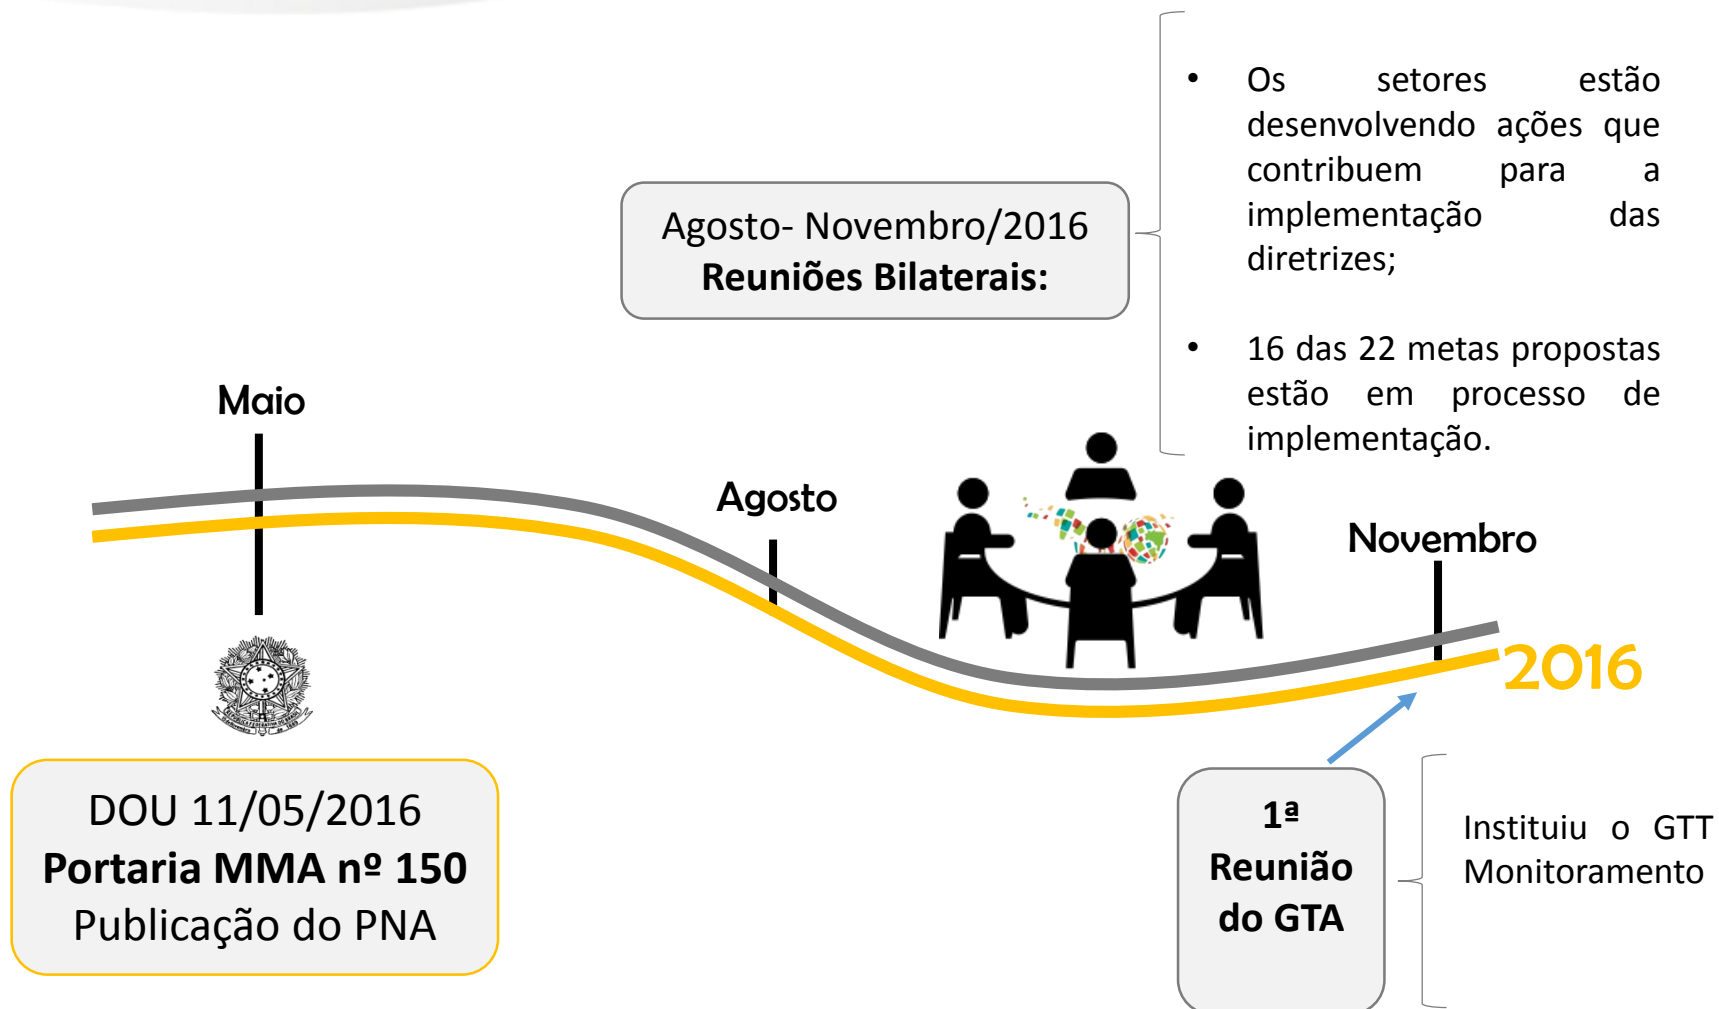 Os setores estão
desenvolvendo ações que
contribuem para a
implementação das
diretrizes;
16 das 22 metas propostas
estão em processo de
implementação.
Agosto- Novembro/2016
Reuniões Bilaterais:
Maio
Agosto
Novembro
2016
DOU 11/05/2016
Portaria MMA nº 150
Publicação do PNA
1ª
Reunião
do GTA
Instituiu o GTT
Monitoramento